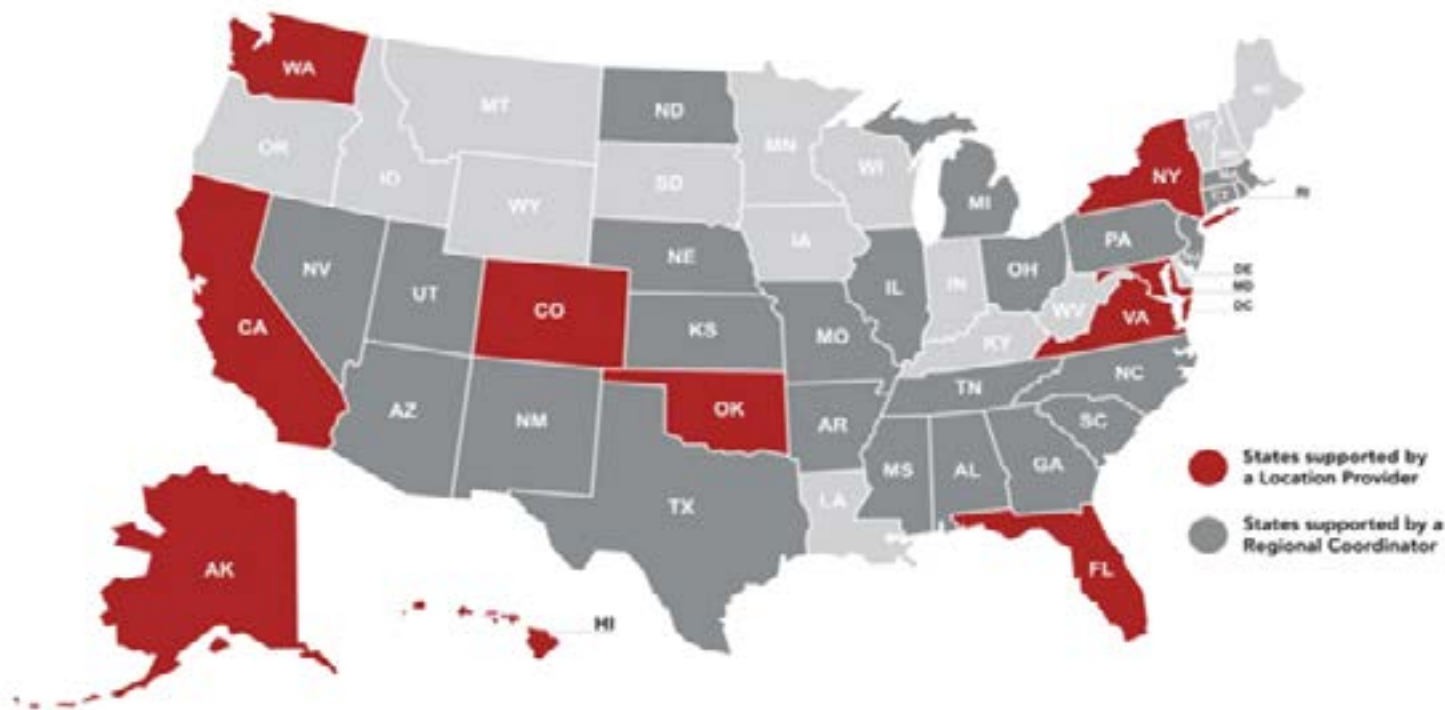 WA
MT
ND
MN
OR
ID
WY
SD
WI
MI
NY
RI
IA
NE
PA
NV
UT
CO
IL
IN
OH
DE
MD
DC
CA
KS
MO
WV
VA
KY
AZ
NM
OK
AR
TN
NC
SC
TX
LA
MS
AL
GA
States supported by
a Location Provider
States supported by a
Regional Coordinator
AK
HI
FL